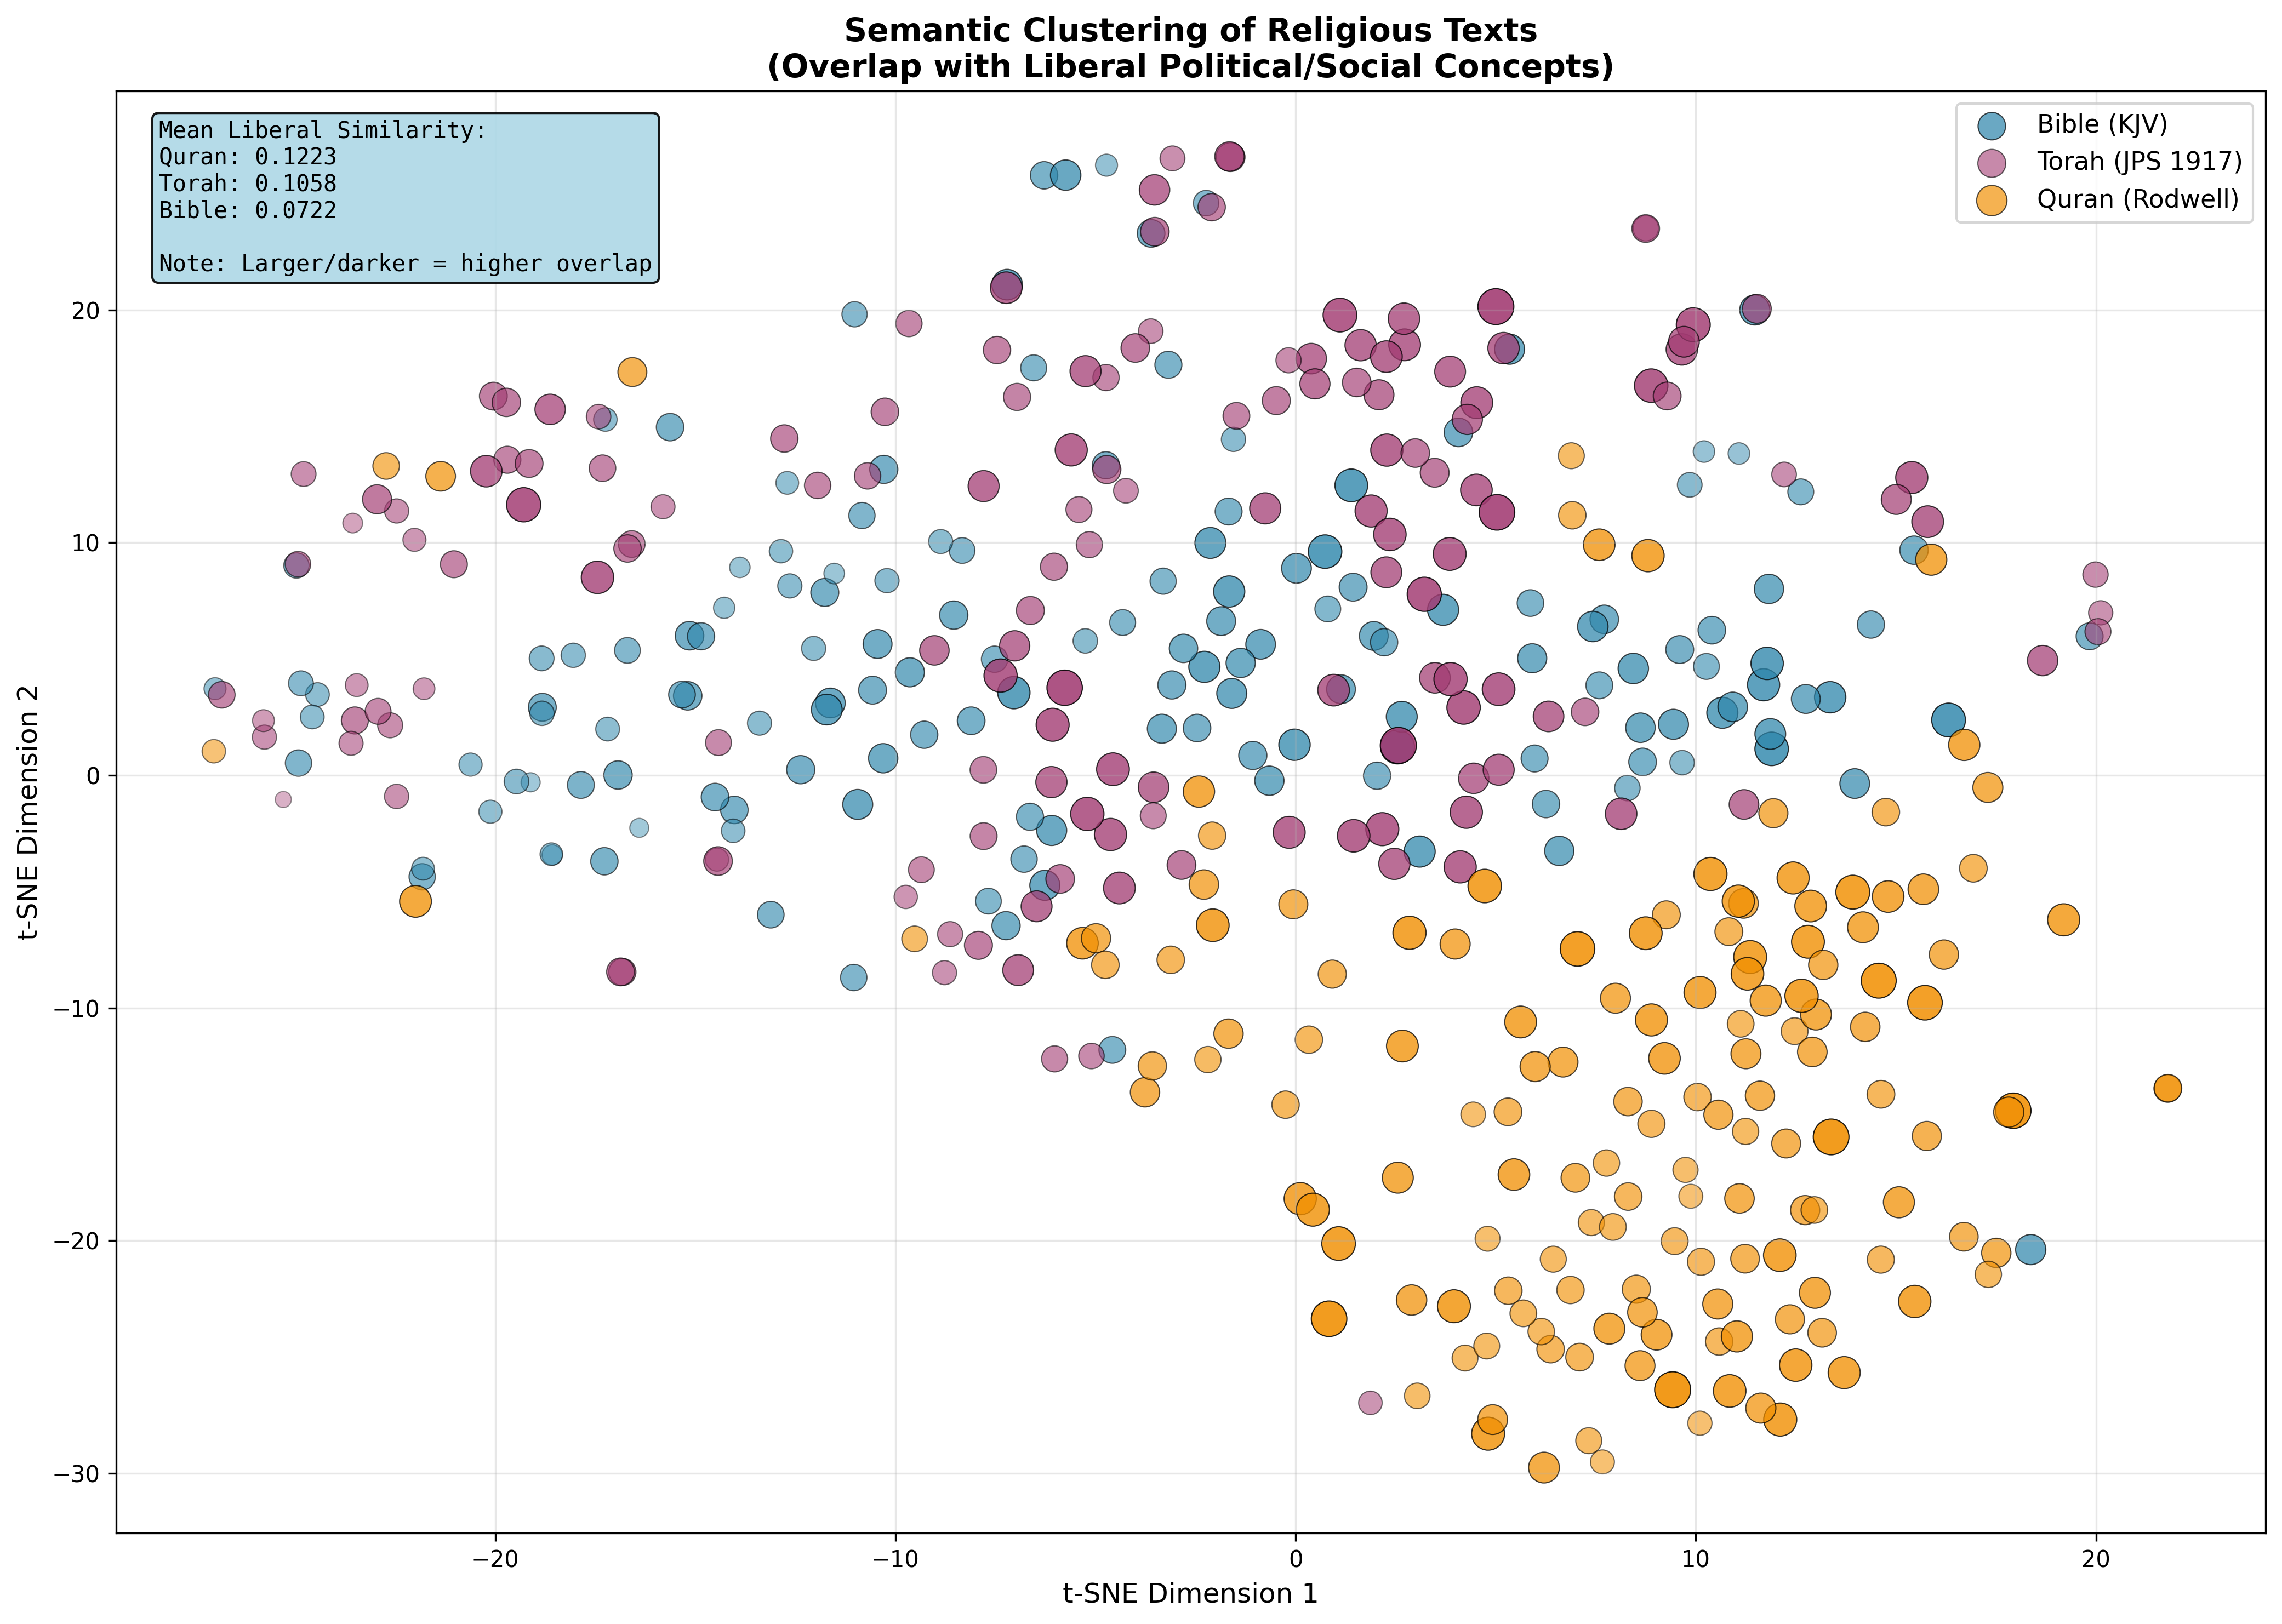 Semantic Clustering of Religious Texts
(Overlap with Liberal Political/Social Concepts)
Mean Liberal Similarity:
Quran: 0.1223
Torah: 0.1058
Bible: 0.0722
Note: Larger/darker = higher overlap
Bible (KJV)
Torah (JPS 1917)
Quran (Rodwell)
t-SNE Dimension 2
20
10
0
−10
−20
−30
−20
−10
0
10
20
t-SNE Dimension 1